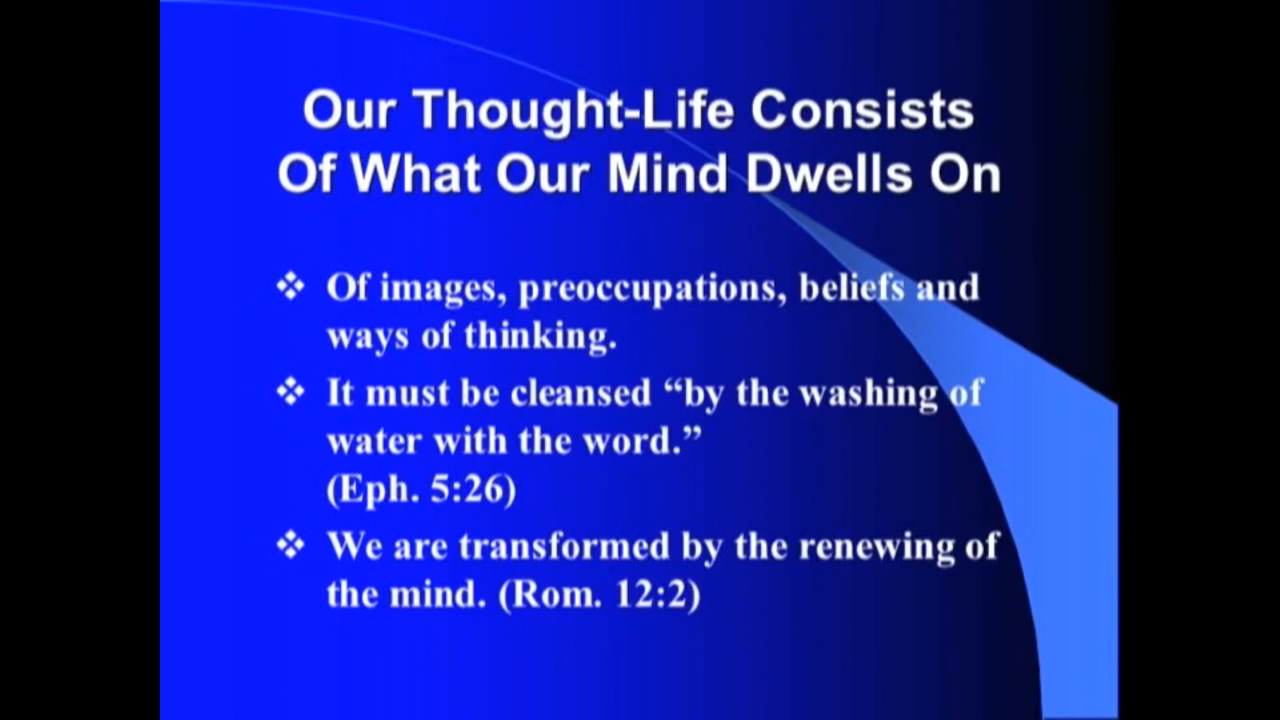 Our Thought-Life Consists
Of What Our Mind Dwells On
❖ Of images, preoccupations, beliefs and
ways of thinking.
❖ It must be cleansed “by the washing of
water with the word.”
(Eph. 5:26)
❖ We are transformed by the renewing of
the mind. (Rom. 12:2)